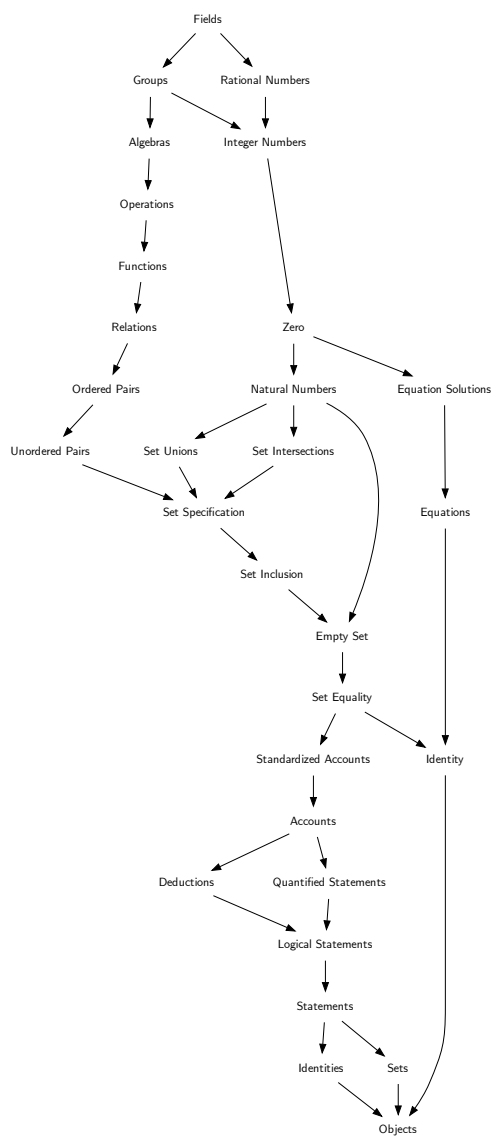 Fields
Groups
Rational Numbers
Algebras
Integer Numbers
Operations
Functions
Relations
Zero
Ordered Pairs
Natural Numbers
Equation Solutions
Unordered Pairs
Set Unions
Set Intersections
Set Specification
Equations
Set Inclusion
Empty Set
Set Equality
Standardized Accounts
Identity
Accounts
Deductions
Quantified Statements
Logical Statements
Statements
Identities
Sets
Objects